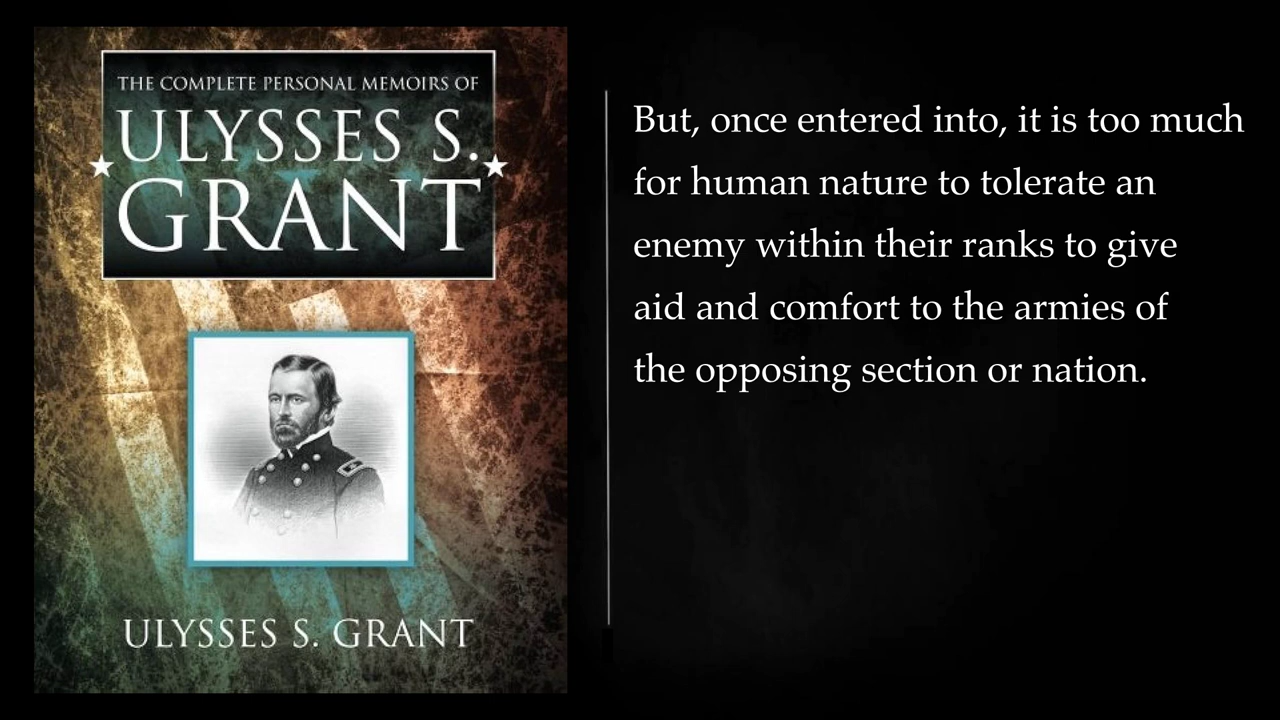 THE COMPLETE PERSONAL MEMOIRS OF
ULYSSES S.
GRANT
ULYSSES S. GRANT
But, once entered into, it is too much
for human nature to tolerate an
enemy within their ranks to give
aid and comfort to the armies of
the opposing section or nation.